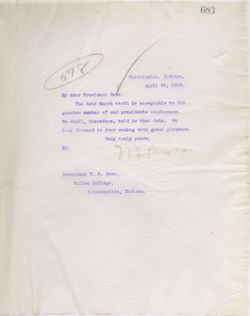 683
598
Bloomington, Indiana,
April 22, 1913.
My dear President Howe:
The date March tenth is acceptable to the
greater number of our presidents conference.
We shall, therefore, hold to that date. We
look forward to your coming with great pleasure.
Very truly yours,
President T. C. Howe,
Butler College,
Indianapolis, Indiana.